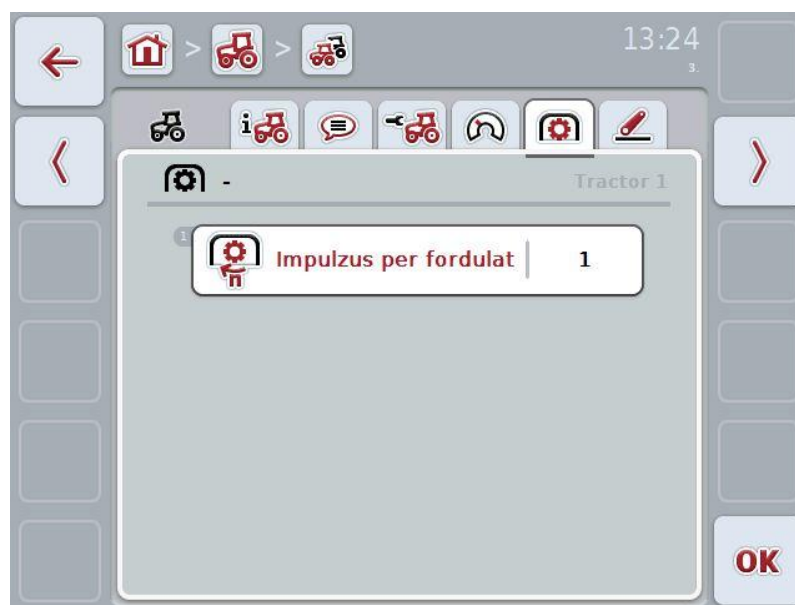 > >
13:24
3.
i
-
Tractor 1
1
Impulzus per fordulat 1
n
OK